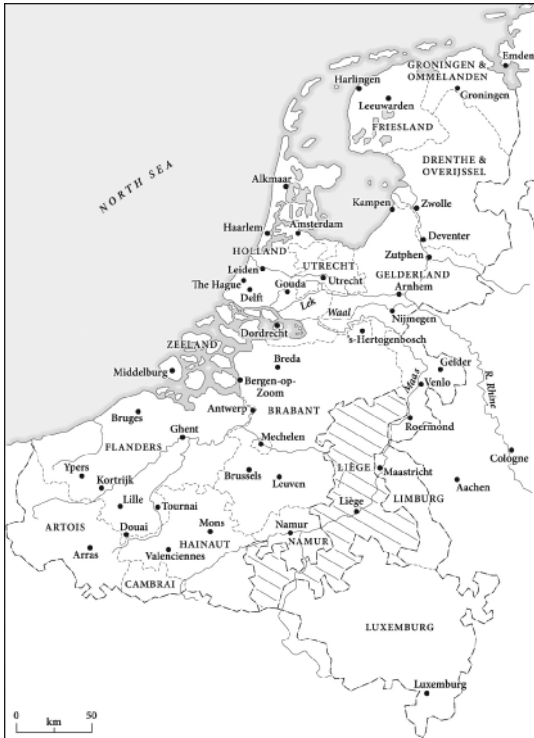 Emden
GRONINGEN &
OMMELANDEN
Harlingen
Groningen
Leeuwarden
FRIESLAND
NORTH SEA
DRENTHE &
OVERIJSSEL
Alkmaar
Kampen
Zwolle
Haarlem
Amsterdam
Deventer
HOLLAND
Zutphen
UTRECHT
Leiden
GELDERLAND
The Hague
Gouda
Utrecht
Arnhem
Delft
Lek
Waal
Nijmegen
Dordrecht
's-Hertogenbosch
ZEELAND
Breda
Gelder
Middelburg
Maas
R. Rhine
Bergen-op-
Zoom
Venlo
Antwerp
BRABANT
Bruges
Roermond
Ghent
Mechelen
FLANDERS
Cologne
Ypers
Brussels
LIÈGE
Maastricht
Kortrijk
Leuven
Aachen
LIMBURG
Lille
Tournai
Liège
ARTOIS
Douai
Mons
Namur
HAINAUT
NAMUR
Arras
Valenciennes
CAMBRAI
LUXEMBURG
Luxemburg
0 50
km